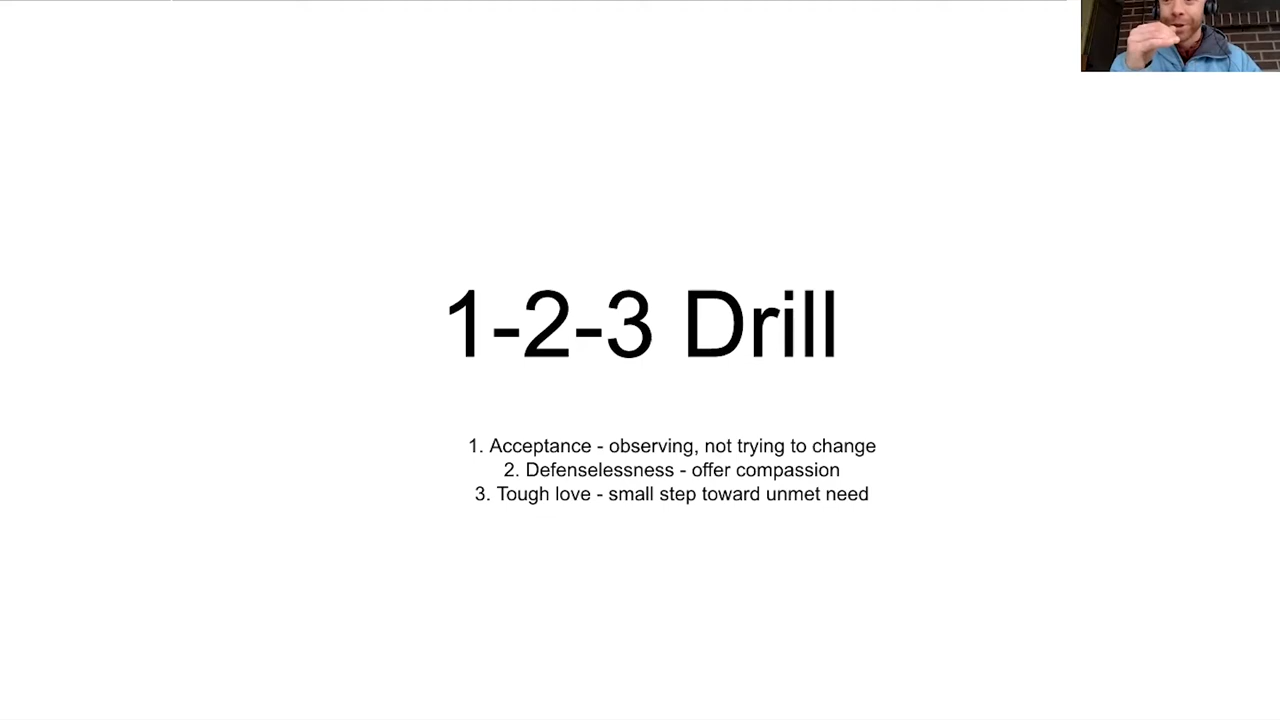 1-2-3 Drill
1. Acceptance - observing, not trying to change
2. Defenselessness - offer compassion
3. Tough love - small step toward unmet need